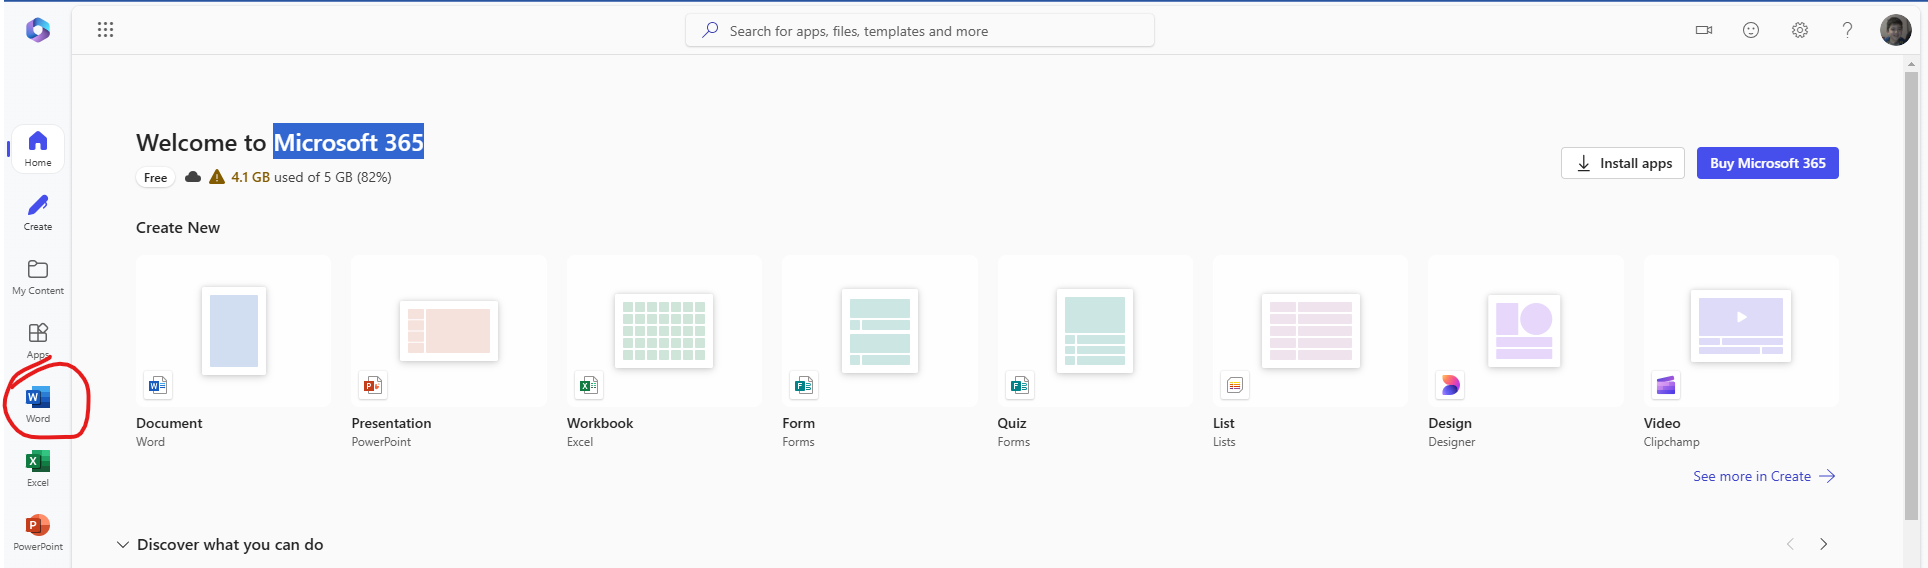 Search for apps, files, templates and more
Home
Create
My Content
Apps
Word
Excel
PowerPoint
Welcome to Microsoft 365
Free 4.1 GB used of 5 GB (82%)
Install apps
Buy Microsoft 365
Create New
Document
Word
Presentation
PowerPoint
Workbook
Excel
Form
Forms
Quiz
Forms
List
Lists
Design
Designer
Video
Clipchamp
See more in Create
Discover what you can do